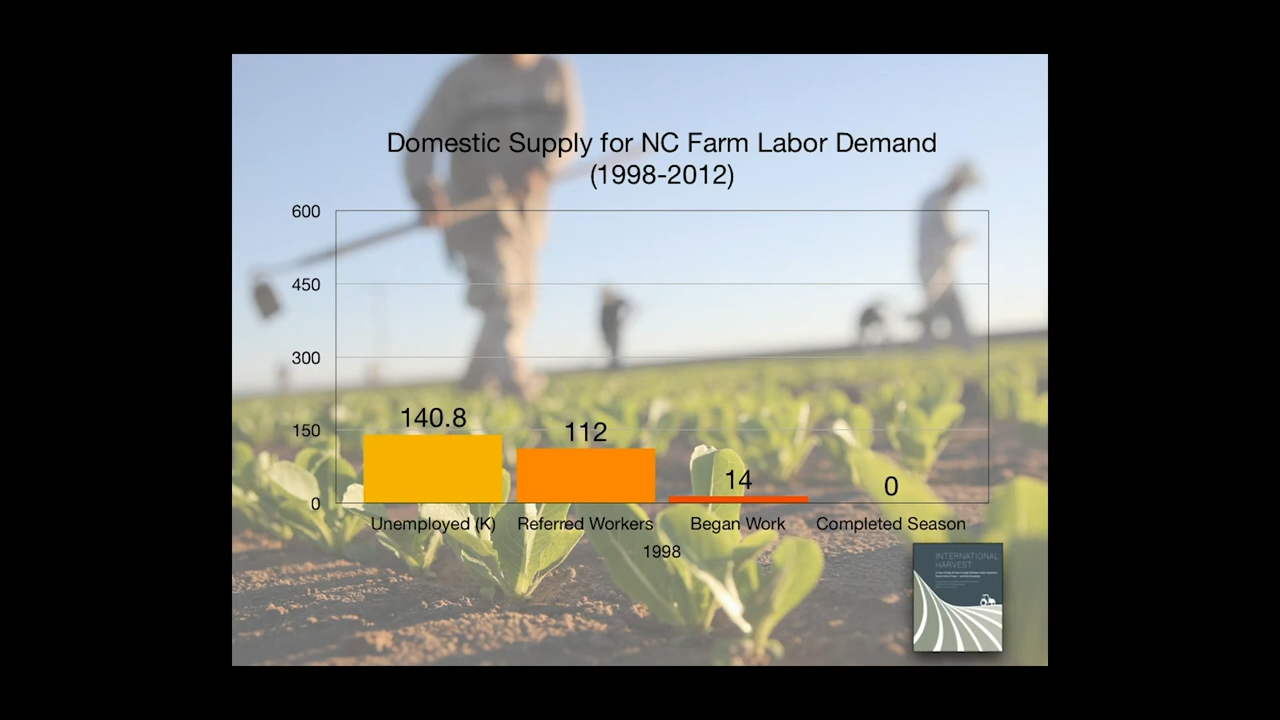 Domestic Supply for NC Farm Labor Demand
(1998-2012)
600
450
300
150
0
140.8
112
14
0
Unemployed (K)
Referred Workers
Began Work
Completed Season
1998
INTERNATIONAL
HARVEST